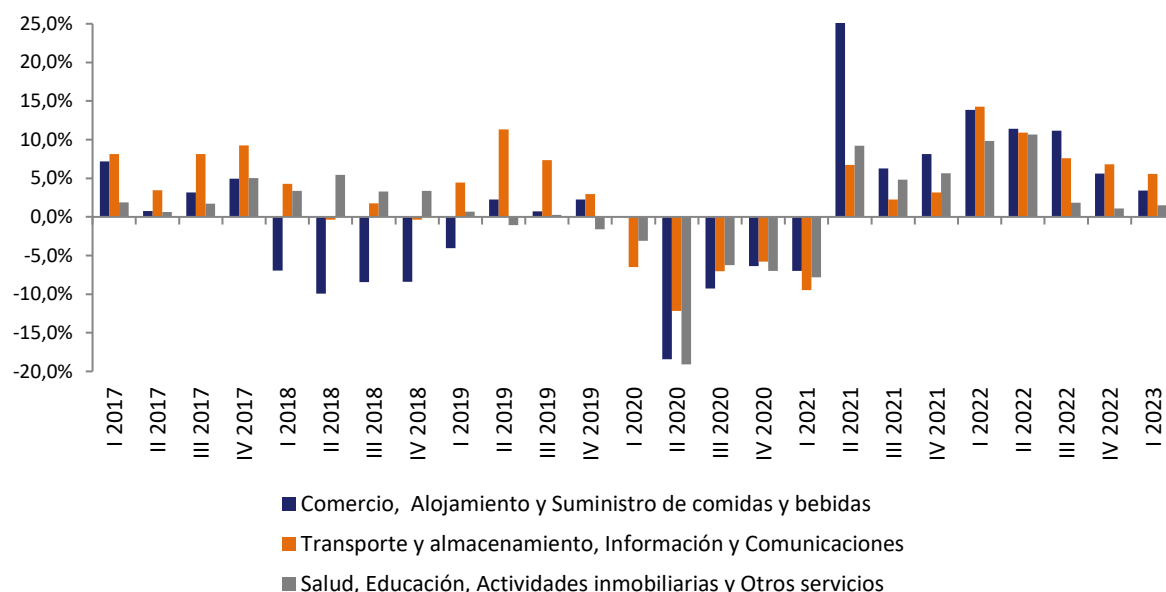 25,0%
20,0%
15,0%
10,0%
5,0%
0,0%
-5,0%
-10,0%
-15,0%
-20,0%
I 2017
II 2017
III 2017
IV 2017
I 2018
II 2018
III 2018
IV 2018
I 2019
II 2019
III 2019
IV 2019
I 2020
II 2020
III 2020
IV 2020
I 2021
II 2021
III 2021
IV 2021
I 2022
II 2022
III 2022
IV 2022
I 2023
Comercio, Alojamiento y Suministro de comidas y bebidas
Transporte y almacenamiento, Información y Comunicaciones
Salud, Educación, Actividades inmobiliarias y Otros servicios